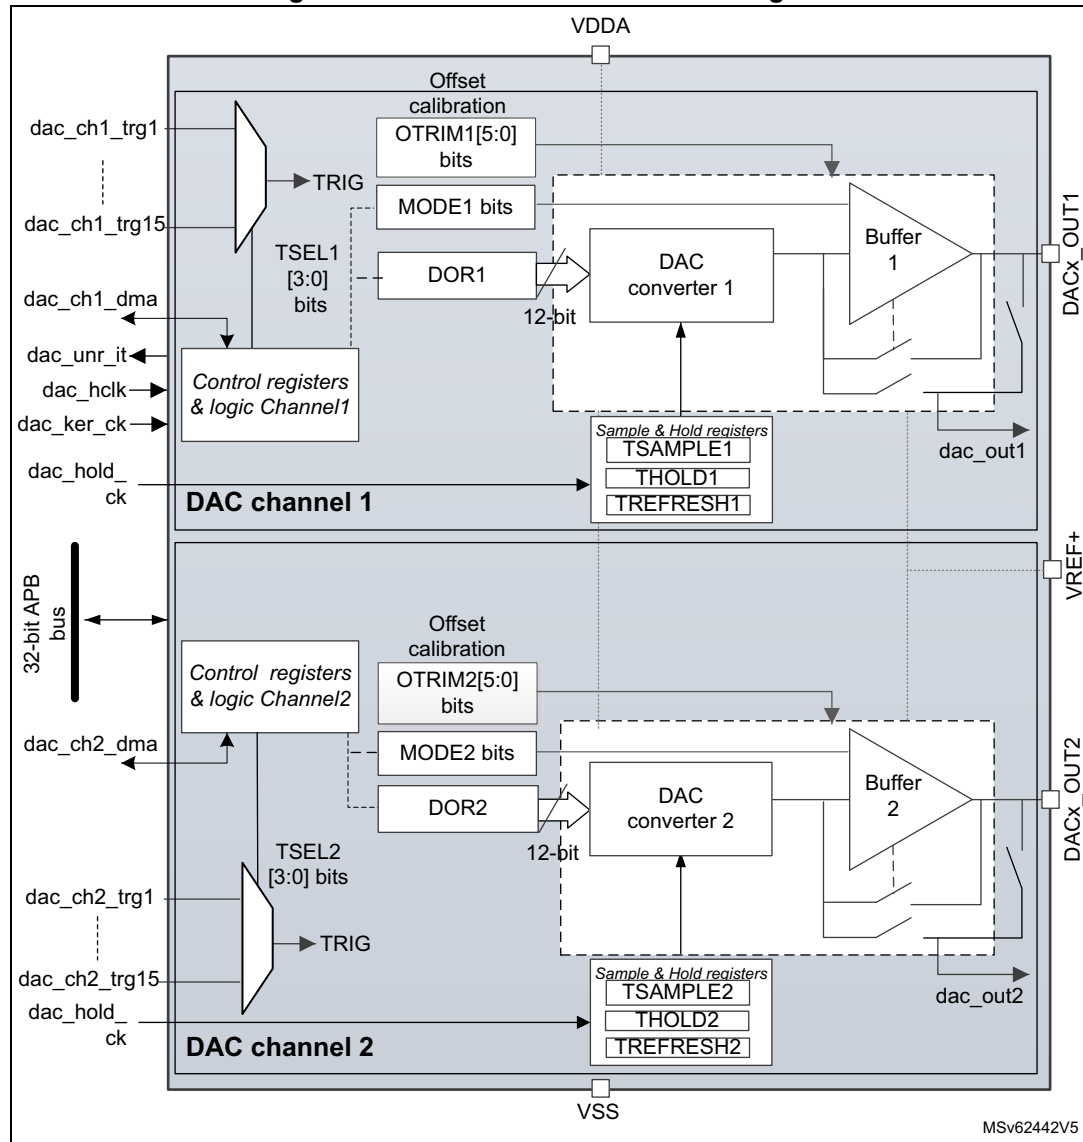 VDDA
Offset
calibration
OTRIM1[5:0]
bits
dac_ch1_trg1
TRIG
MODE1 bits
dac_ch1_trg15
TSEL1
[3:0]
bits
DOR1
12-bit
DAC
converter 1
Buffer
1
DACx_OUT1
dac_ch1_dma
dac_unr_it
dac_hclk
dac_ker_ck
Control registers
& logic Channel1
dac_hold_
ck
Sample & Hold registers
TSAMPLE1
THOLD1
TREFRESH1
dac_out1
DAC channel 1
VREF+
32-bit APB
bus
Offset
calibration
Control registers
& logic Channel2
OTRIM2[5:0]
bits
dac_ch2_dma
MODE2 bits
DOR2
12-bit
DAC
converter 2
Buffer
2
DACx_OUT2
TSEL2
[3:0] bits
dac_ch2_trg1
TRIG
dac_ch2_trg15
dac_hold_
ck
Sample & Hold registers
TSAMPLE2
THOLD2
TREFRESH2
dac_out2
DAC channel 2
VSS
MSv62442V5